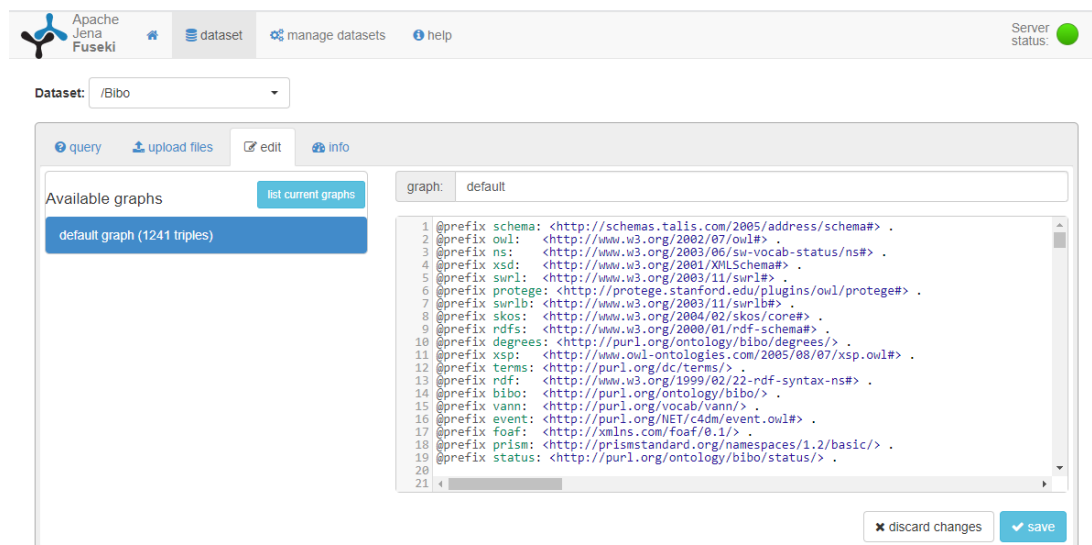 Apache
Jena
Fuseki
dataset
manage datasets
help
Server
status:
Dataset: /Bibo
query
upload files
edit
info
Available graphs
list current graphs
default graph (1241 triples)
graph: default
1 @prefix schema: <http://schemas.talis.com/2005/address/schema#> .
2 @prefix owl: <http://www.w3.org/2002/07/owl#> .
3 @prefix ns: <http://www.w3.org/2003/06/sw-vocab-status/ns#> .
4 @prefix xsd: <http://www.w3.org/2001/XMLSchema#> .
5 @prefix swrl: <http://www.w3.org/2003/11/swrl#> .
6 @prefix protege: <http://protege.stanford.edu/plugins/owl/protege#> .
7 @prefix swrlb: <http://www.w3.org/2003/11/swrlb#> .
8 @prefix skos: <http://www.w3.org/2004/02/skos/core#> .
9 @prefix rdfs: <http://www.w3.org/2000/01/rdf-schema#> .
10 @prefix degrees: <http://purl.org/ontology/bibo/degrees/> .
11 @prefix xsp: <http://www.owl-ontologies.com/2005/08/07/xsp.owl#> .
12 @prefix terms: <http://purl.org/dc/terms/> .
13 @prefix rdf: <http://www.w3.org/1999/02/22-rdf-syntax-ns#> .
14 @prefix bibo: <http://purl.org/ontology/bibo/> .
15 @prefix vann: <http://purl.org/vocab/vann/> .
16 @prefix event: <http://purl.org/NET/c4dm/event.owl#> .
17 @prefix foaf: <http://xmlns.com/foaf/0.1/> .
18 @prefix prism: <http://prismstandard.org/namespaces/1.2/basic/> .
19 @prefix status: <http://purl.org/ontology/bibo/status/> .
20
21
discard changes
save